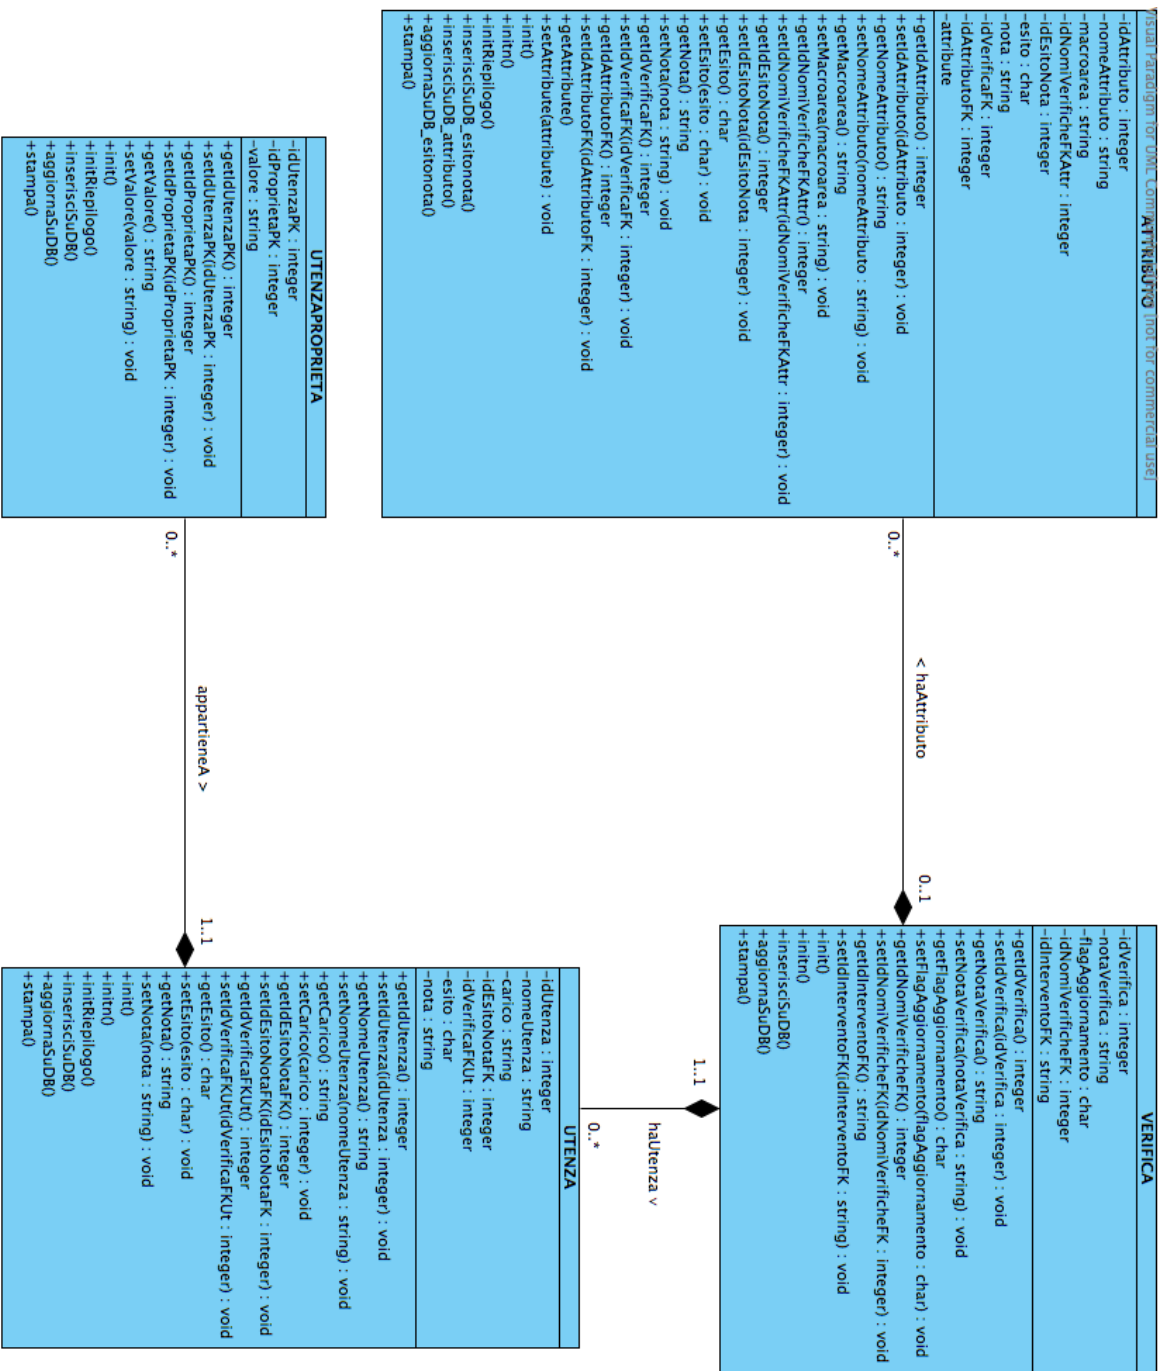 Visual Paradigm for UML Community Edition [not for commercial use]
ATTRIBUTO
-idAttributo : integer
-nomeAttributo : string
-macroarea : string
-idNomiVerificheFKAttr : integer
-idEsitoNota : integer
-esito : char
-nota : string
-idVerificaFK : integer
-idAttributoFK : integer
-attribute
+getIdAttributo() : integer
+setIdAttributo(idAttributo : integer) : void
+getNomeAttributo() : string
+setNomeAttributo(nomeAttributo : string) : void
+getMacroarea() : string
+setMacroarea(macroarea : string) : void
+getIdNomiVerificheFKAttr() : integer
+setIdNomiVerificheFKAttr(idNomiVerificheFKAttr : integer) : void
+getIdEsitoNota() : integer
+setIdEsitoNota(idEsitoNota : integer) : void
+getEsito() : char
+setEsito(esito : char) : void
+getNota() : string
+setNota(nota : string) : void
+getIdVerificaFK() : integer
+setIdVerificaFK(idVerificaFK : integer) : void
+getIdAttributoFK() : integer
+setIdAttributoFK(idAttributoFK : integer) : void
+getAttribute()
+setAttribute(attribute) : void
+init()
+initn()
+initRiepilogo()
+inserisciSuDB_esitonota()
+inserisciSuDB_attributo()
+aggiornaSuDB_esitonota()
+stampa()
0..*
< haAttributo
0..1
VERIFICA
-idVerifica : integer
-notaVerifica : string
-flagAggiornamento : char
-idNomiVerificheFK : integer
-idInterventoFK : string
+getIdVerifica() : integer
+setIdVerifica(idVerifica : integer) : void
+getNotaVerifica() : string
+setNotaVerifica(notaVerifica : string) : void
+getFlagAggiornamento() : char
+setFlagAggiornamento(flagAggiornamento : char) : void
+getIdNomiVerificheFK() : integer
+setIdNomiVerificheFK(idNomiVerificheFK : integer) : void
+getIdInterventoFK() : string
+setIdInterventoFK(idInterventoFK : string) : void
+init()
+initn()
+inserisciSuDB()
+aggiornaSuDB()
+stampa()
1..1
haUtenza v
0..*
UTENZAPROPRIETA
-idUtenzaPK : integer
-idProprietaPK : integer
-valore : string
+getIdUtenzaPK() : integer
+setIdUtenzaPK(idUtenzaPK : integer) : void
+getIdProprietaPK() : integer
+setIdProprietaPK(idProprietaPK : integer) : void
+getValore() : string
+setValore(valore : string) : void
+init()
+initRiepilogo()
+inserisciSuDB()
+aggiornaSuDB()
+stampa()
0..*
appartieneA >
1..1
UTENZA
-idUtenza : integer
-nomeUtenza : string
-carico : string
-idEsitoNotaFK : integer
-idVerificaFKUt : integer
-esito : char
-nota : string
+getIdUtenza() : integer
+setIdUtenza(idUtenza : integer) : void
+getNomeUtenza() : string
+setNomeUtenza(nomeUtenza : string) : void
+getCarico() : string
+setCarico(carico : integer) : void
+getIdEsitoNotaFK() : integer
+setIdEsitoNotaFK(idEsitoNotaFK : integer) : void
+getIdVerificaFKUt() : integer
+setIdVerificaFKUt(idVerificaFKUt : integer) : void
+getEsito() : char
+setEsito(esito : char) : void
+getNota() : string
+setNota(nota : string) : void
+init()
+initn()
+initRiepilogo()
+inserisciSuDB()
+aggiornaSuDB()
+stampa()